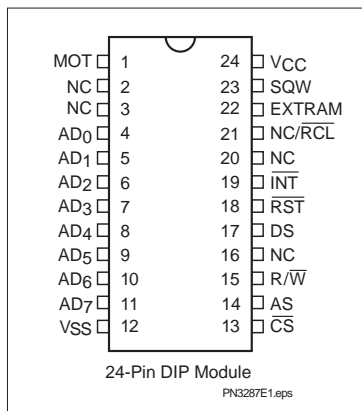 MOT 1 24 VCC
NC 2 23 SQW
NC 3 22 EXTRAM
AD0 4 21 NC/RCL
AD1 5 20 NC
AD2 6 19 INT
AD3 7 18 RST
AD4 8 17 DS
AD5 9 16 NC
AD6 10 15 R/W
AD7 11 14 AS
VSS 12 13 CS
24-Pin DIP Module
PN3287E1.eps